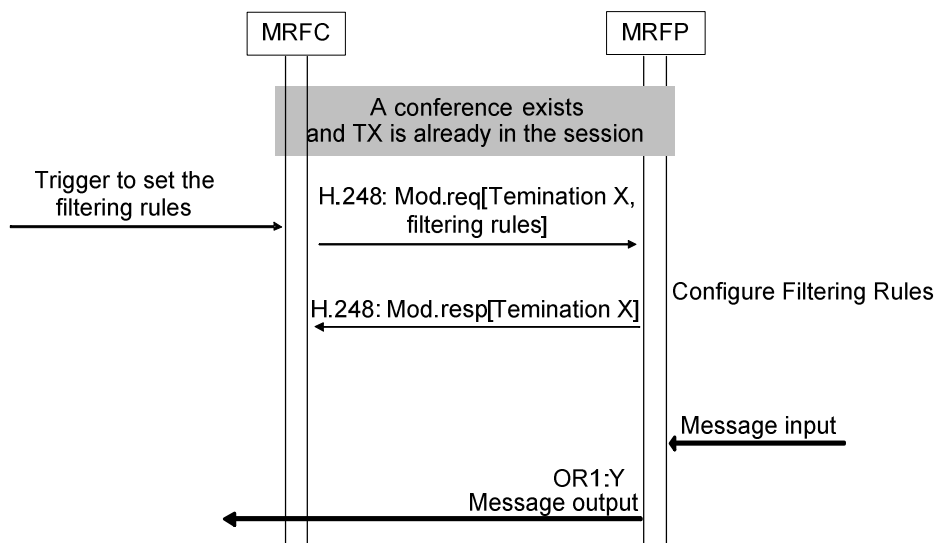 MRFC
MRFP
A conference exists
and TX is already in the session
Trigger to set the
filtering rules
H.248: Mod.req[Temination X,
filtering rules]
Configure Filtering Rules
H.248: Mod.resp[Temination X]
Message input
OR1:Y
Message output